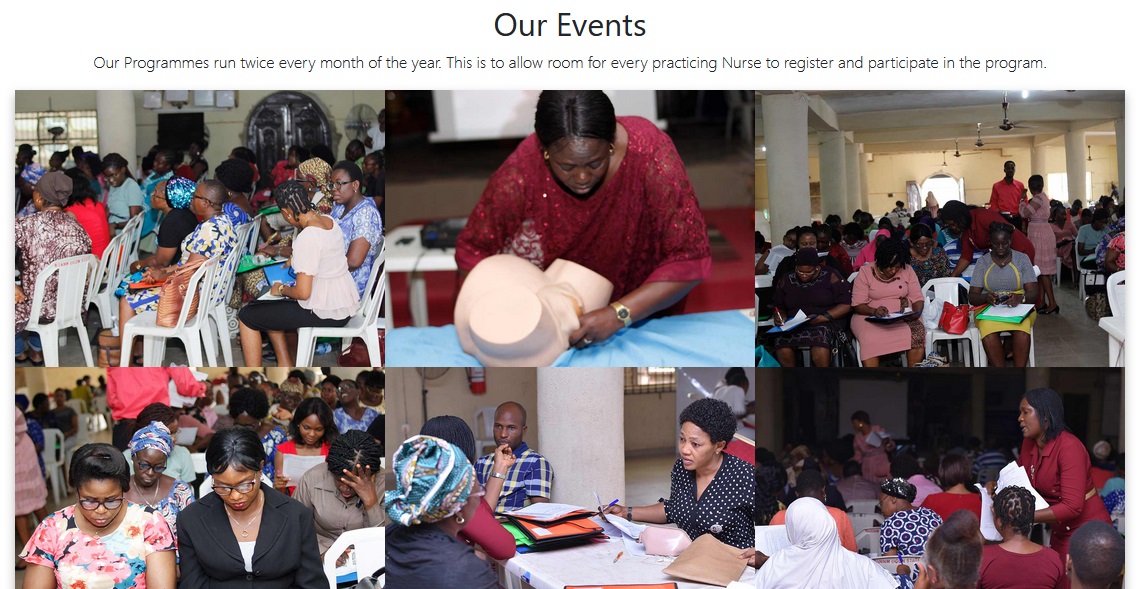 Our Events
Our Programmes run twice every month of the year. This is to allow room for every practicing Nurse to register and participate in the program.